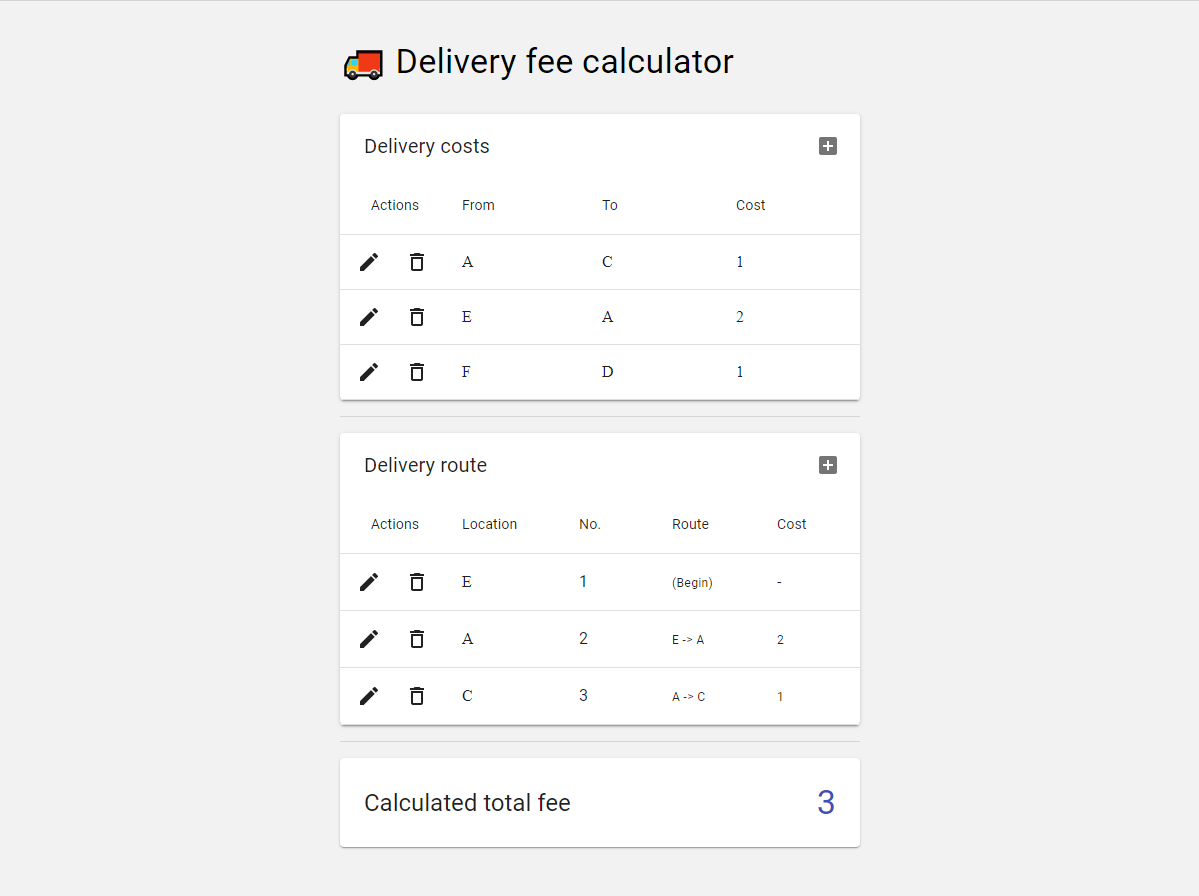 Delivery fee calculator
Delivery costs
Actions From To Cost
A C 1
E A 2
F D 1
Delivery route
Actions Location No. Route Cost
E 1 (Begin) -
A 2 E -> A 2
C 3 A -> C 1
Calculated total fee 3